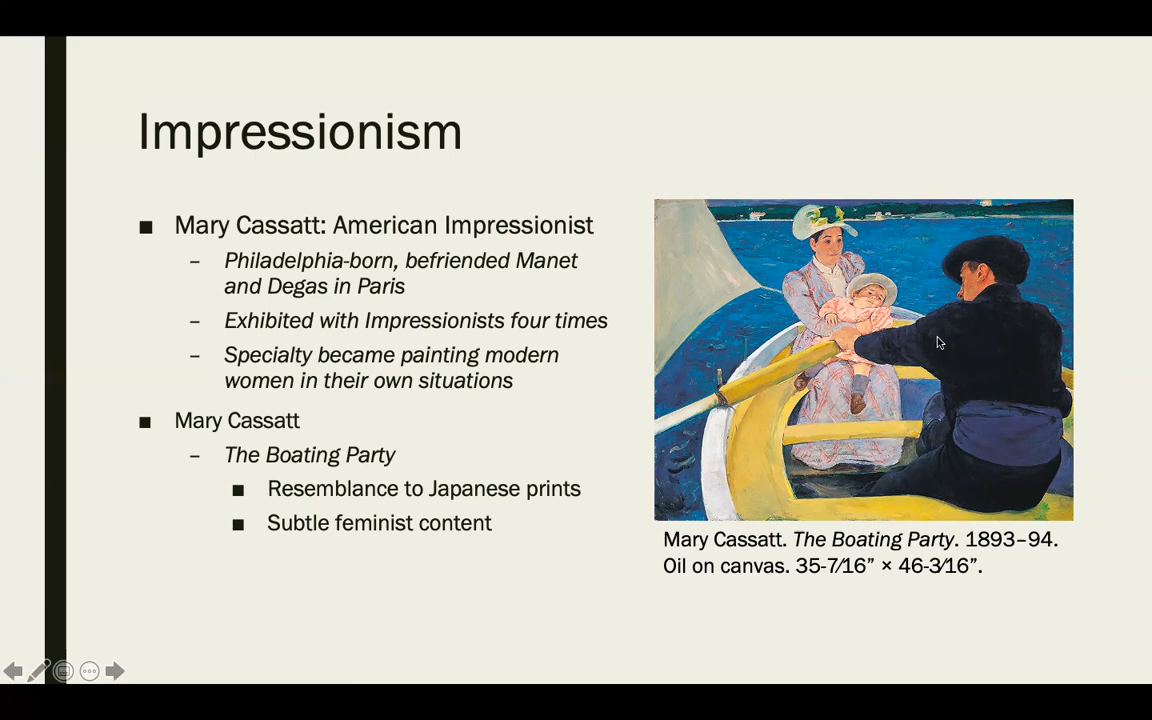 Impressionism
■ Mary Cassatt: American Impressionist
– Philadelphia-born, befriended Manet
and Degas in Paris
– Exhibited with Impressionists four times
– Specialty became painting modern
women in their own situations
■ Mary Cassatt
– The Boating Party
■ Resemblance to Japanese prints
■ Subtle feminist content
Mary Cassatt. The Boating Party. 1893–94.
Oil on canvas. 35-7⁄16” × 46-3⁄16”.